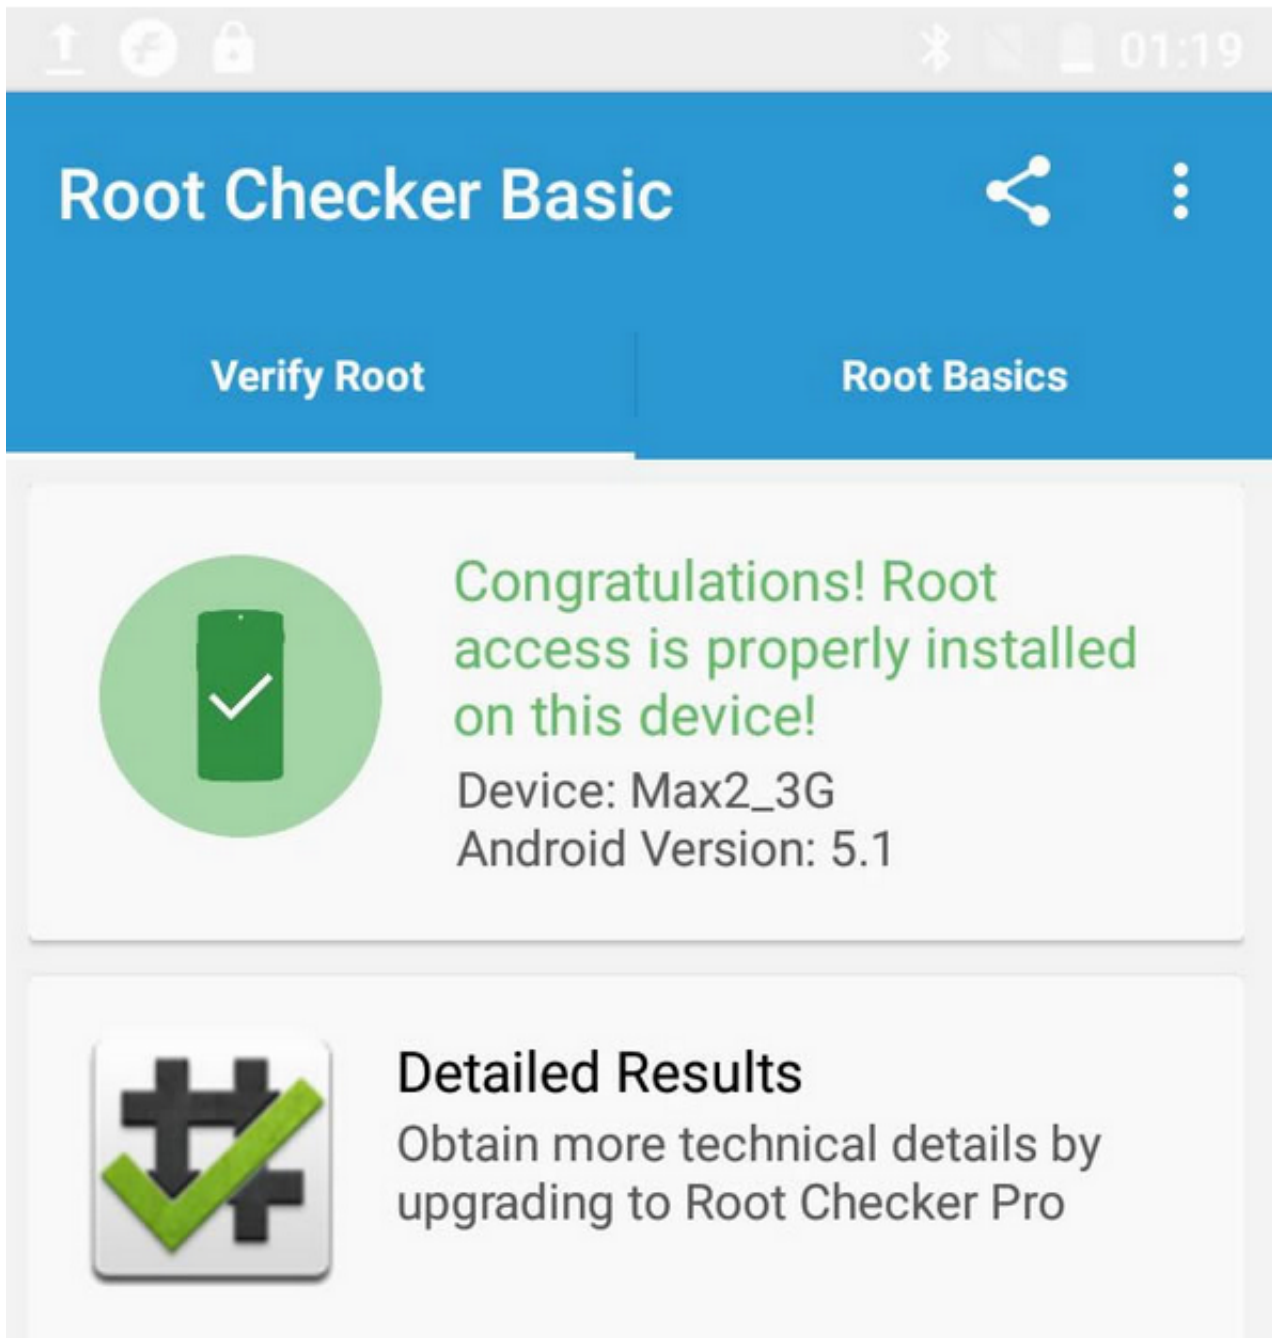 01:19
Root Checker Basic
Verify Root
Root Basics
Congratulations! Root
access is properly installed
on this device!
Device: Max2_3G
Android Version: 5.1
Detailed Results
Obtain more technical details by
upgrading to Root Checker Pro